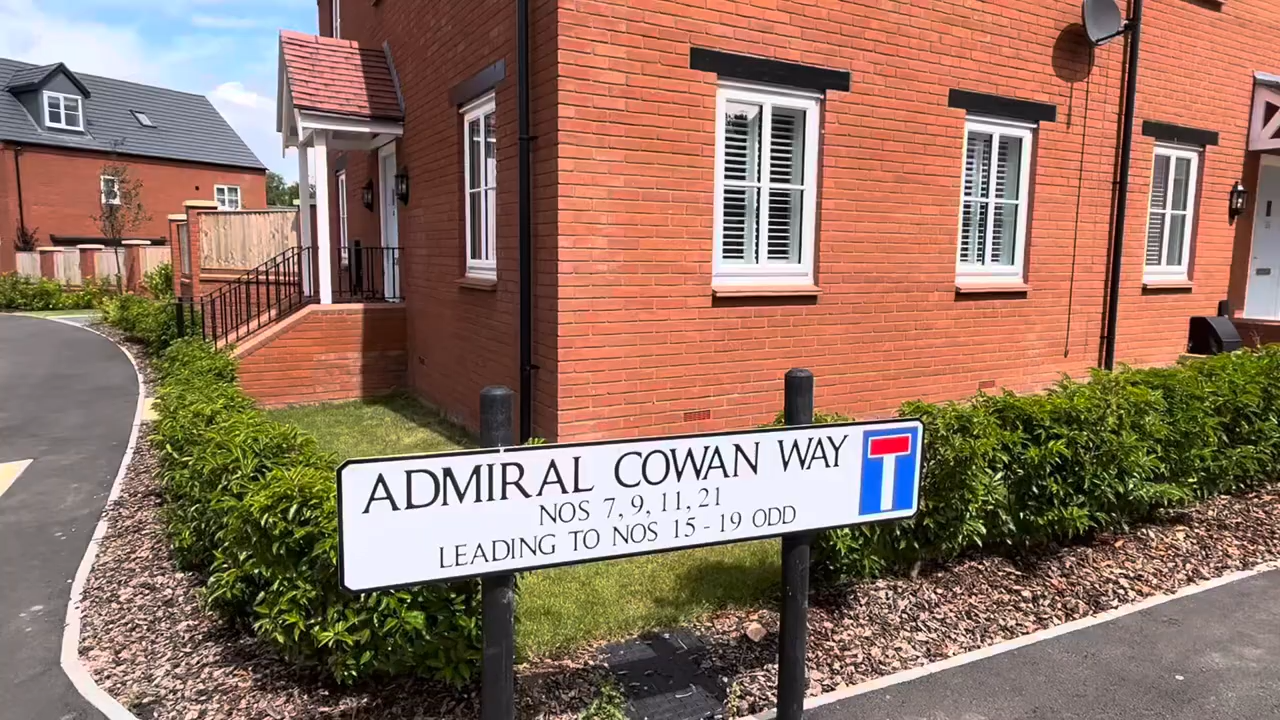 ADMIRAL COWAN WAY
NOS 7, 9, 11, 21
LEADING TO NOS 15 - 19 ODD